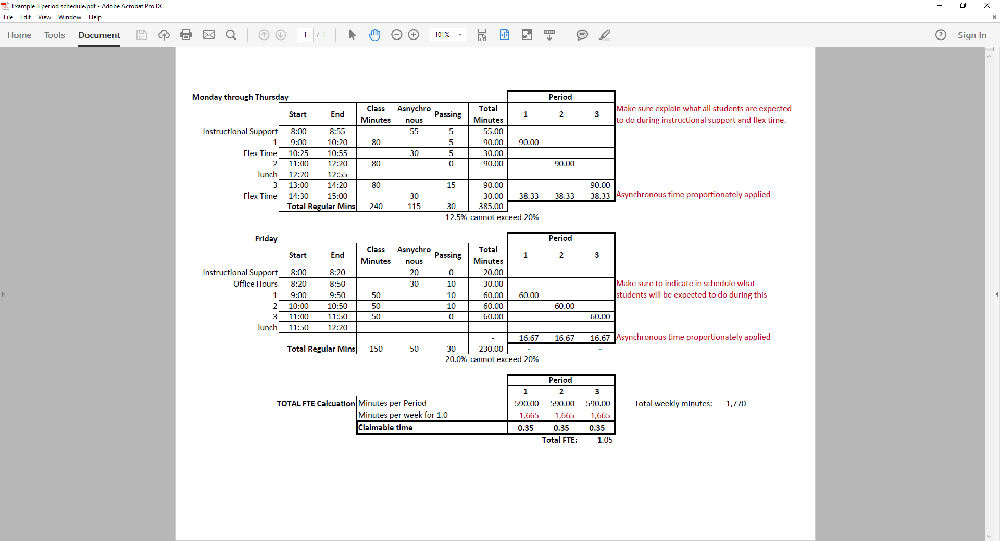 Example 3 period schedule.pdf - Adobe Acrobat Pro DC
File Edit View Window Help
Home Tools Document 1 / 1 101% Sign In
Monday through Thursday Period
Start End Class Minutes Asnychro nous Passing Total Minutes 1 2 3
Make sure explain what all students are expected
to do during instructional support and flex time.
Instructional Support 8:00 8:55 55 5 55.00
1 9:00 10:20 80 5 90.00 90.00
Flex Time 10:25 10:55 30 5 30.00
2 11:00 12:20 80 0 90.00 90.00
lunch 12:20 12:55
3 13:00 14:20 80 15 90.00 90.00
Flex Time 14:30 15:00 30 30.00 38.33 38.33 38.33 Asynchronous time proportionately applied
Total Regular Mins 240 115 30 385.00 - -
12.5% cannot exceed 20%
Friday Period
Start End Class Minutes Asnychro nous Passing Total Minutes 1 2 3
Instructional Support 8:00 8:20 20 0 20.00
Office Hours 8:20 8:50 30 10 30.00 Make sure to indicate in schedule what
1 9:00 9:50 50 10 60.00 60.00 students will be expected to do during this
2 10:00 10:50 50 10 60.00 60.00
3 11:00 11:50 50 0 60.00 60.00
lunch 11:50 12:20
- 16.67 16.67 16.67 Asynchronous time proportionately applied
Total Regular Mins 150 50 30 230.00 - -
20.0% cannot exceed 20%
Period
1 2 3
TOTAL FTE Calcuation Minutes per Period 590.00 590.00 590.00 Total weekly minutes: 1,770
Minutes per week for 1.0 1,665 1,665 1,665
Claimable time 0.35 0.35 0.35
Total FTE: 1.05